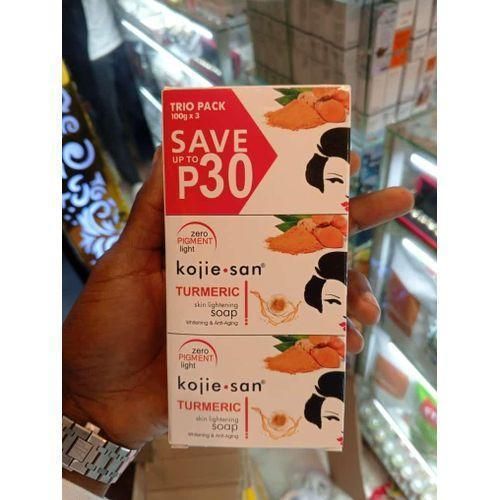 TRIO PACK
100g x 3
SAVE
UP TO
P30
zero
PIGMENT
light
kojie•san®
TURMERIC
skin lightening
soap
Whitening & Anti-Aging
zero
PIGMENT
light
kojie•san®
TURMERIC
skin lightening
soap
Whitening & Anti-Aging